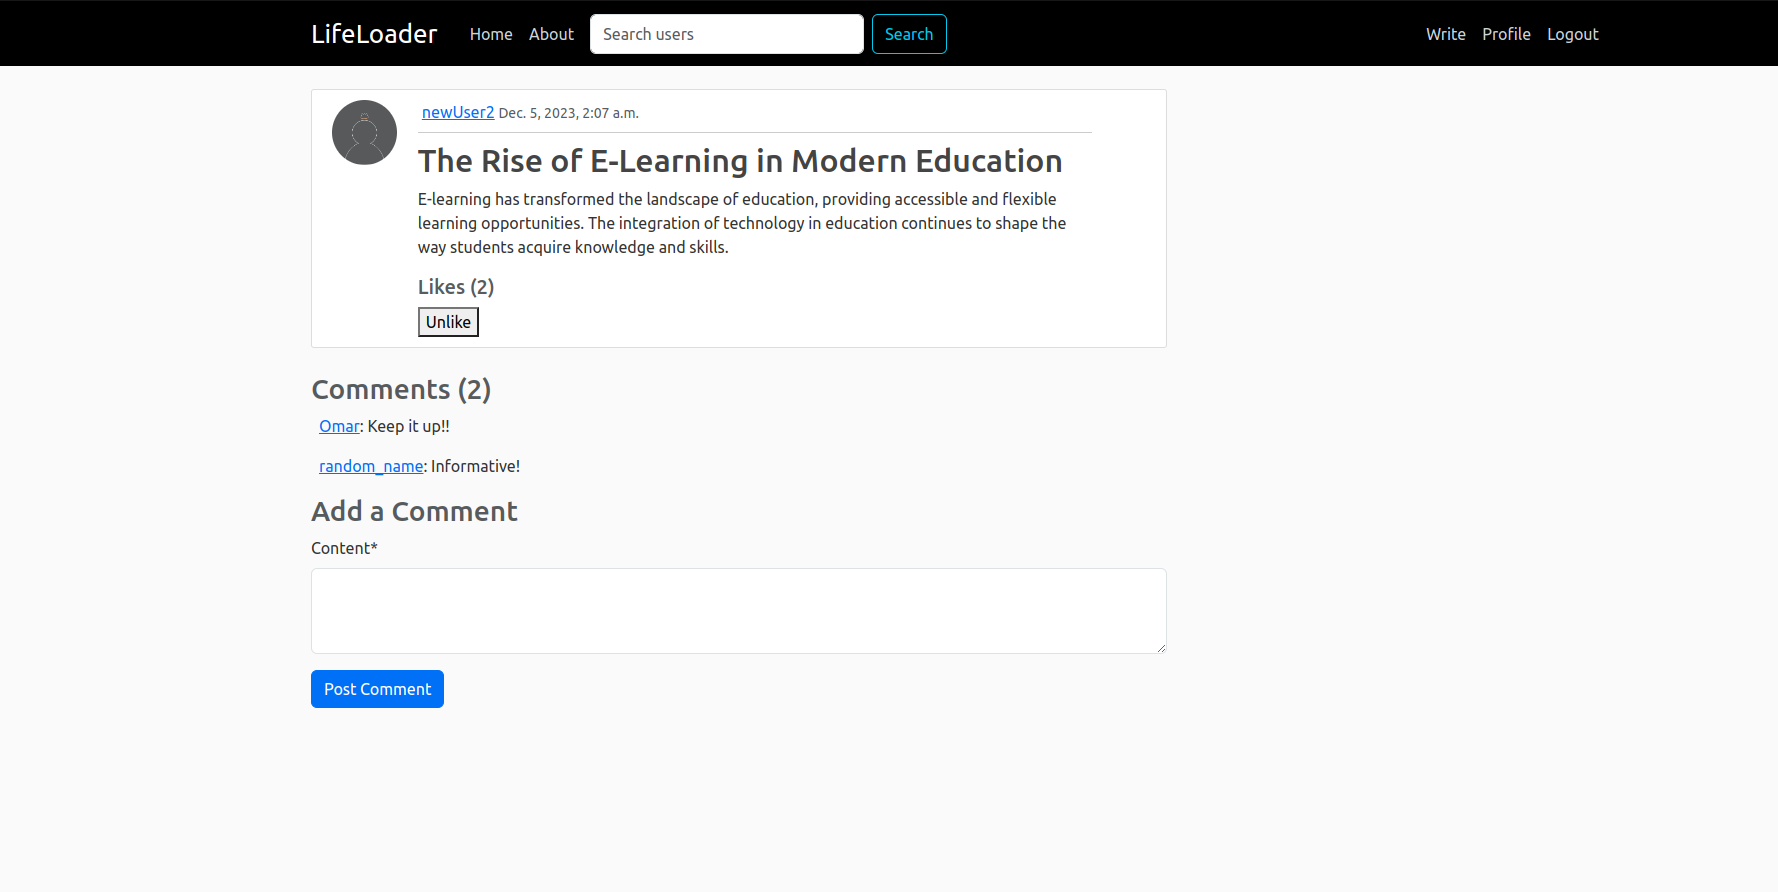 LifeLoader Home About Search users Search Write Profile Logout
newUser2 Dec. 5, 2023, 2:07 a.m.
The Rise of E-Learning in Modern Education
E-learning has transformed the landscape of education, providing accessible and flexible
learning opportunities. The integration of technology in education continues to shape the
way students acquire knowledge and skills.
Likes (2)
Unlike
Comments (2)
Omar: Keep it up!!
random_name: Informative!
Add a Comment
Content*
Post Comment